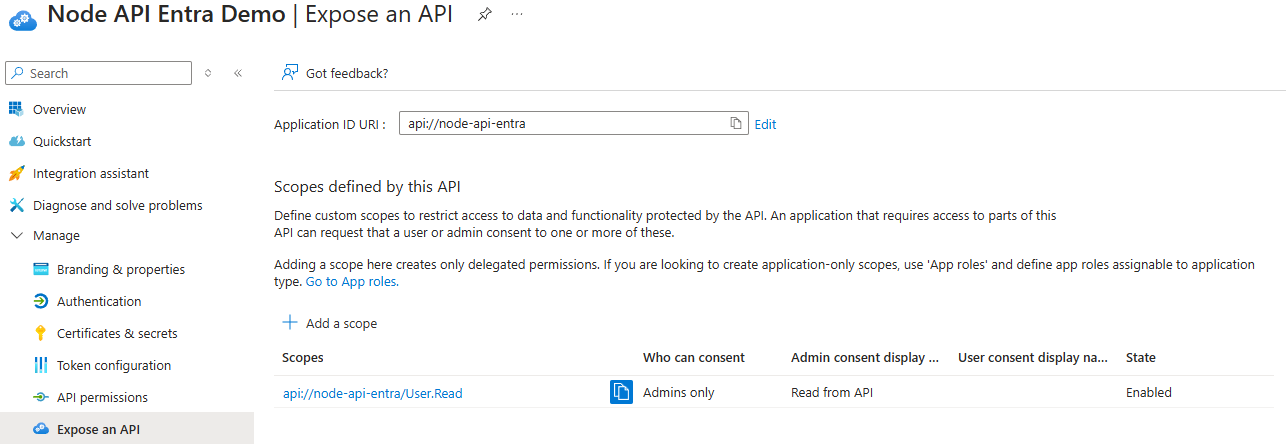 Node API Entra Demo | Expose an API
Search
Got feedback?
Overview
Quickstart
Integration assistant
Diagnose and solve problems
Manage
Branding & properties
Authentication
Certificates & secrets
Token configuration
API permissions
Expose an API
Application ID URI :
api://node-api-entra
Edit
Scopes defined by this API
Define custom scopes to restrict access to data and functionality protected by the API. An application that requires access to parts of this
API can request that a user or admin consent to one or more of these.
Adding a scope here creates only delegated permissions. If you are looking to create application-only scopes, use 'App roles' and define app roles assignable to application
type. Go to App roles.
Add a scope
Scopes Who can consent Admin consent display ... User consent display na... State
api://node-api-entra/User.Read Admins only Read from API Enabled